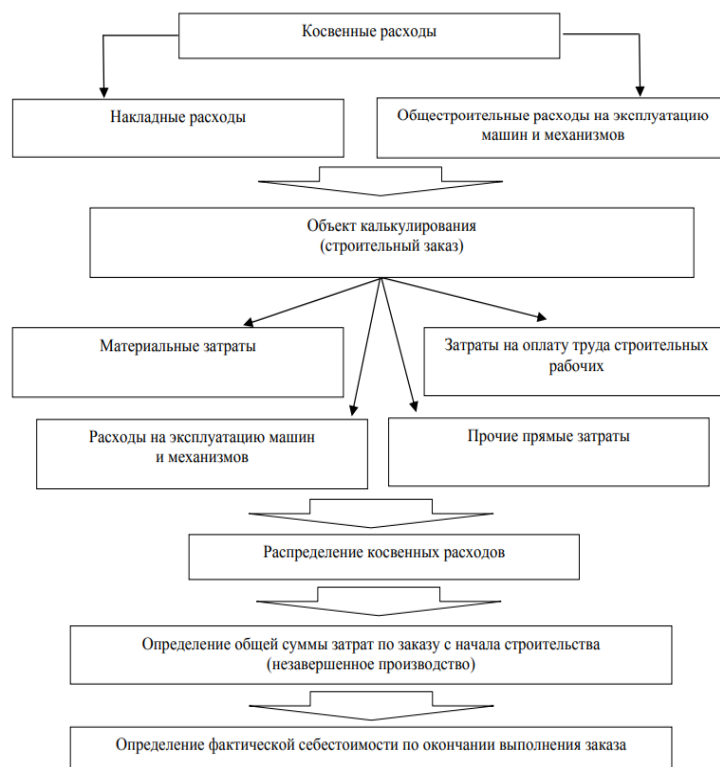 Косвенные расходы
Накладные расходы
Общестроительные расходы на эксплуатацию
машин и механизмов
Объект калькулирования
(строительный заказ)
Материальные затраты
Затраты на оплату труда строительных
рабочих
Расходы на эксплуатацию машин
и механизмов
Прочие прямые затраты
Распределение косвенных расходов
Определение общей суммы затрат по заказу с начала строительства
(незавершенное производство)
Определение фактической себестоимости по окончании выполнения заказа